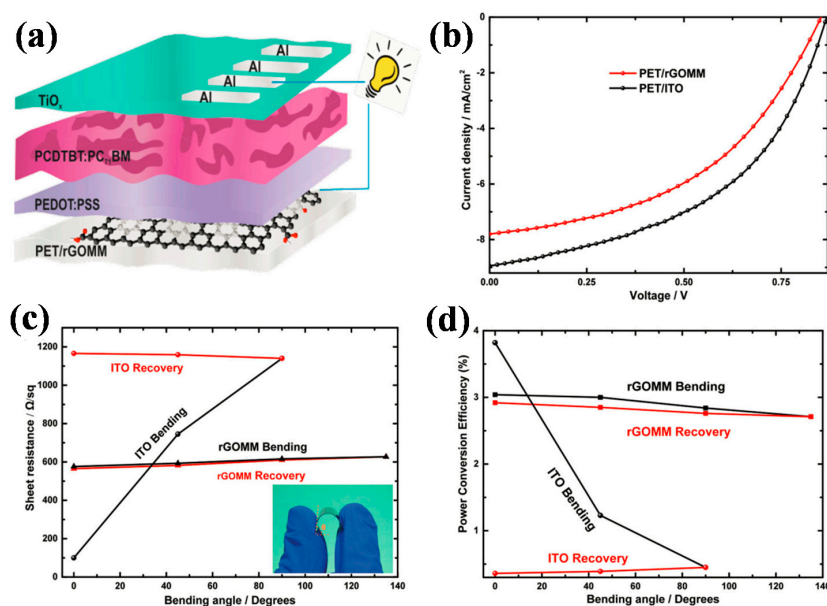 (a)
Al
Al
Al
Al
TiOₓ
PCDTBT:PC₇₁BM
PEDOT:PSS
PET/rGOMM
(b)
0
-2
-4
-6
-8
Current density / mA/cm²
PET/rGOMM
PET/ITO
0.00 0.25 0.50 0.75
Voltage / V
(c)
1200
1000
800
600
400
200
0
Sheet resistance / Ω/sq
ITO Recovery
ITO Bending
rGOMM Bending
rGOMM Recovery
0 20 40 60 80 100 120 140
Bending angle / Degrees
(d)
4
3
2
1
Power Conversion Efficiency (%)
rGOMM Bending
rGOMM Recovery
ITO Bending
ITO Recovery
0 20 40 60 80 100 120 140
Bending angle / Degrees